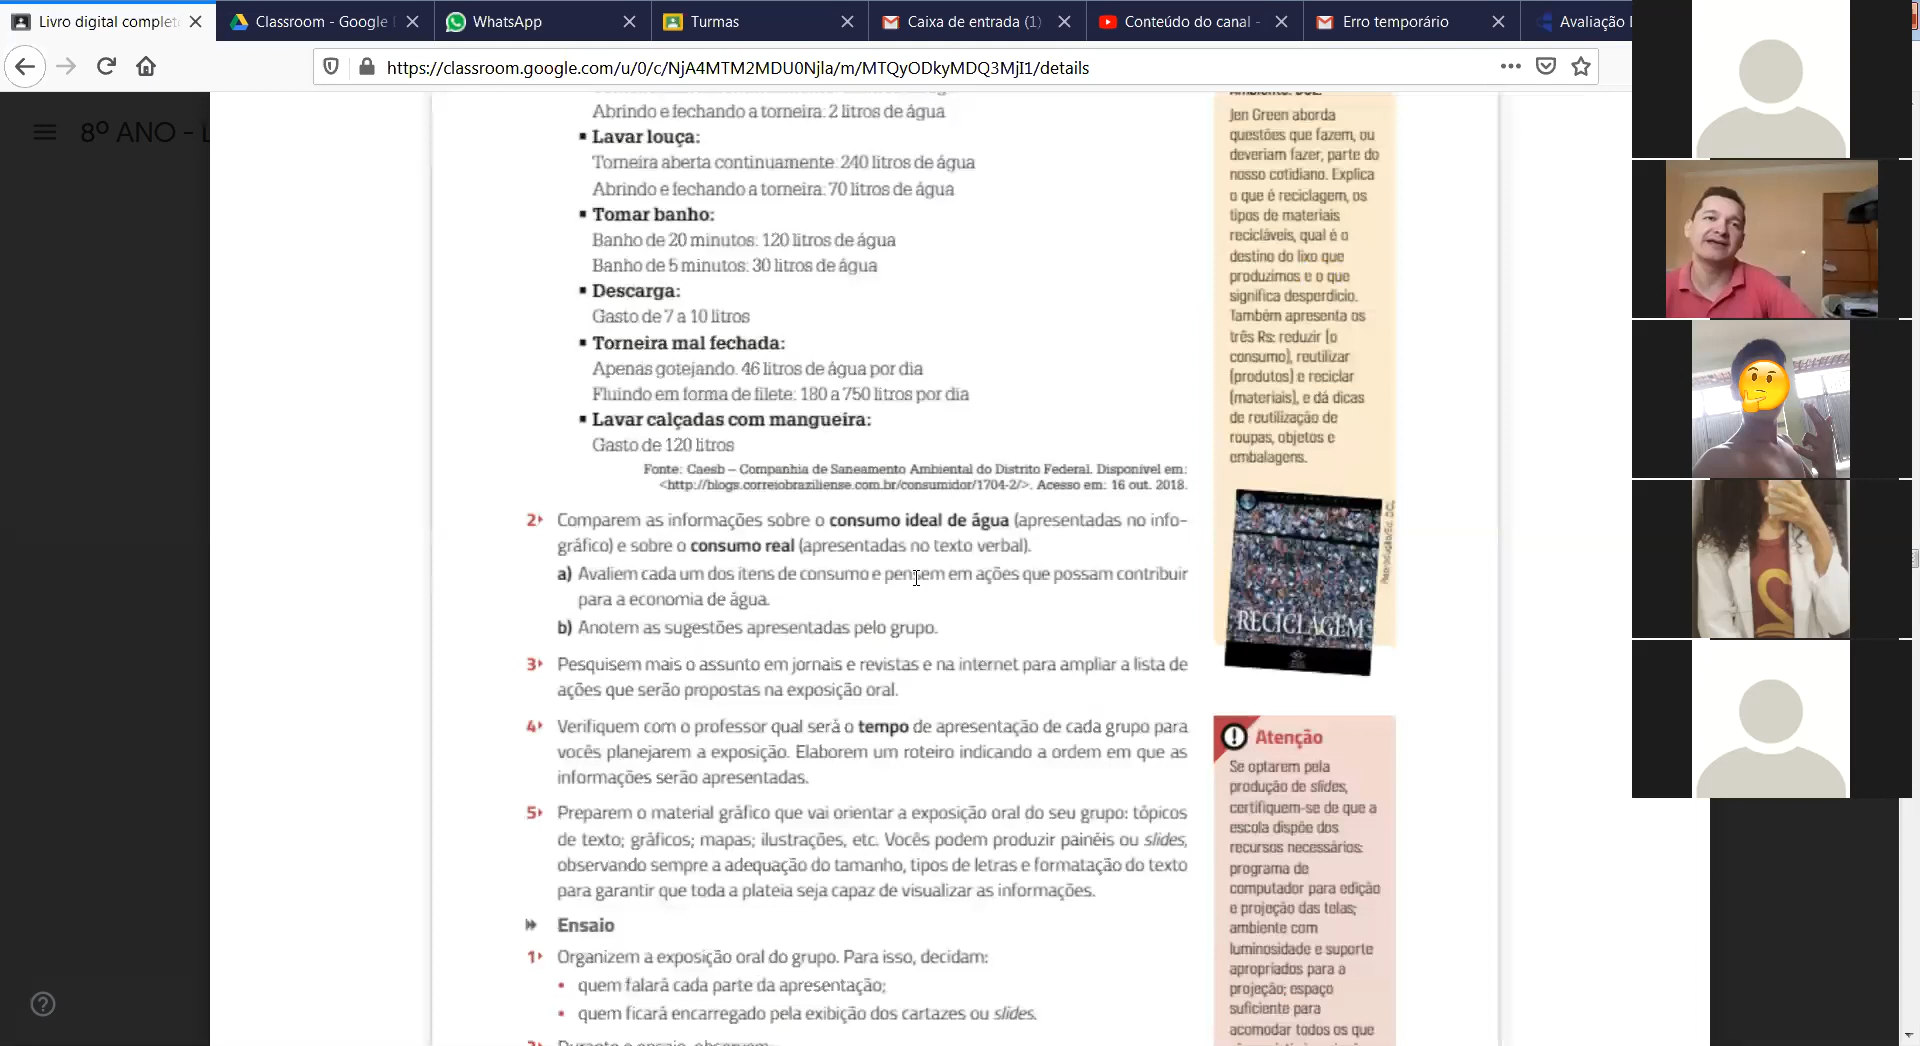 Livro digital complet
Classroom - Google
WhatsApp
Turmas
Caixa de entrada (1)
Conteúdo do canal -
Erro temporário
Avaliação
https://classroom.google.com/u/0/c/NjA4MTM2MDU0Njla/m/MTQyODkyMDQ3MjI1/details
8º ANO - L
Abrindo e fechando a torneira: 2 litros de água
▪ Lavar louça:
Torneira aberta continuamente: 240 litros de água
Abrindo e fechando a torneira: 70 litros de água
▪ Tomar banho:
Banho de 20 minutos: 120 litros de água
Banho de 5 minutos: 30 litros de água
▪ Descarga:
Gasto de 7 a 10 litros
▪ Torneira mal fechada:
Apenas gotejando: 46 litros de água por dia
Fluindo em forma de filete: 180 a 750 litros por dia
▪ Lavar calçadas com mangueira:
Gasto de 120 litros
Fonte: Caesb – Companhia de Saneamento Ambiental do Distrito Federal. Disponível em:
<http://blogs.correiobraziliense.com.br/consumidor/1704-2/>. Acesso em: 16 out. 2018.
2 Comparem as informações sobre o consumo ideal de água (apresentadas no info-
gráfico) e sobre o consumo real (apresentadas no texto verbal).
a) Avaliem cada um dos itens de consumo e pensem em ações que possam contribuir
para a economia de água.
b) Anotem as sugestões apresentadas pelo grupo.
3 Pesquisem mais o assunto em jornais e revistas e na internet para ampliar a lista de
ações que serão propostas na exposição oral.
4 Verifiquem com o professor qual será o tempo de apresentação de cada grupo para
vocês planejarem a exposição. Elaborem um roteiro indicando a ordem em que as
informações serão apresentadas.
5 Preparem o material gráfico que vai orientar a exposição oral do seu grupo: tópicos
de texto; gráficos; mapas; ilustrações, etc. Vocês podem produzir painéis ou slides,
observando sempre a adequação do tamanho, tipos de letras e formatação do texto
para garantir que toda a plateia seja capaz de visualizar as informações.
Ensaio
1 Organizem a exposição oral do grupo. Para isso, decidam:
• quem falará cada parte da apresentação;
• quem ficará encarregado pela exibição dos cartazes ou slides.
Durante o ensaio, observem
Ambiente. DCL.
Jen Green aborda
questões que fazem, ou
deveriam fazer, parte do
nosso cotidiano. Explica
o que é reciclagem, os
tipos de materiais
recicláveis, qual é o
destino do lixo que
produzimos e o que
significa desperdício.
Também apresenta os
três Rs: reduzir (o
consumo), reutilizar
(produtos) e reciclar
(materiais), e dá dicas
de reutilização de
roupas, objetos e
embalagens.
Reprodução/Ed. DCL
RECICLAGEM
Atenção
Se optarem pela
produção de slides,
certifiquem-se de que a
escola dispõe dos
recursos necessários:
programa de
computador para edição
e projeção das telas;
ambiente com
luminosidade e suporte
apropriados para a
projeção; espaço
suficiente para
acomodar todos os que